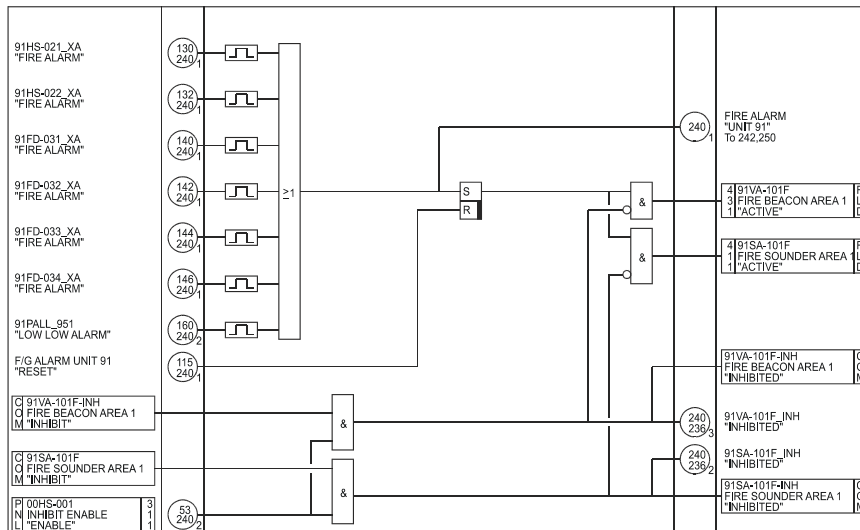 91HS-021_XA
"FIRE ALARM"
130
240 1
91HS-022_XA
"FIRE ALARM"
132
240 1
91FD-031_XA
"FIRE ALARM"
140
240 1
91FD-032_XA
"FIRE ALARM"
142
240 1
91FD-033_XA
"FIRE ALARM"
144
240 1
91FD-034_XA
"FIRE ALARM"
146
240 1
91PALL_951
"LOW LOW ALARM"
160
240 2
F/G ALARM UNIT 91
"RESET"
115
240 1
C 91VA-101F-INH
O FIRE BEACON AREA 1
M "INHIBIT"
C 91SA-101F
O FIRE SOUNDER AREA 1
M "INHIBIT"
P 00HS-001 3
N INHIBIT ENABLE 1
L "ENABLE" 1
53
240 2
≥1
S
R
&
&
&
&
240
- 1
FIRE ALARM
"UNIT 91"
To 242,250
4 91VA-101F F
3 FIRE BEACON AREA 1 L
1 "ACTIVE" D
4 91SA-101F F
1 FIRE SOUNDER AREA 1 L
1 "ACTIVE" D
91VA-101F-INH C
FIRE BEACON AREA 1 O
"INHIBITED" M
240
236 3
91VA-101F_INH
"INHIBITED"
240
236 2
91SA-101F_INH
"INHIBITED"
91SA-101F-INH C
FIRE SOUNDER AREA 1 O
"INHIBITED" M